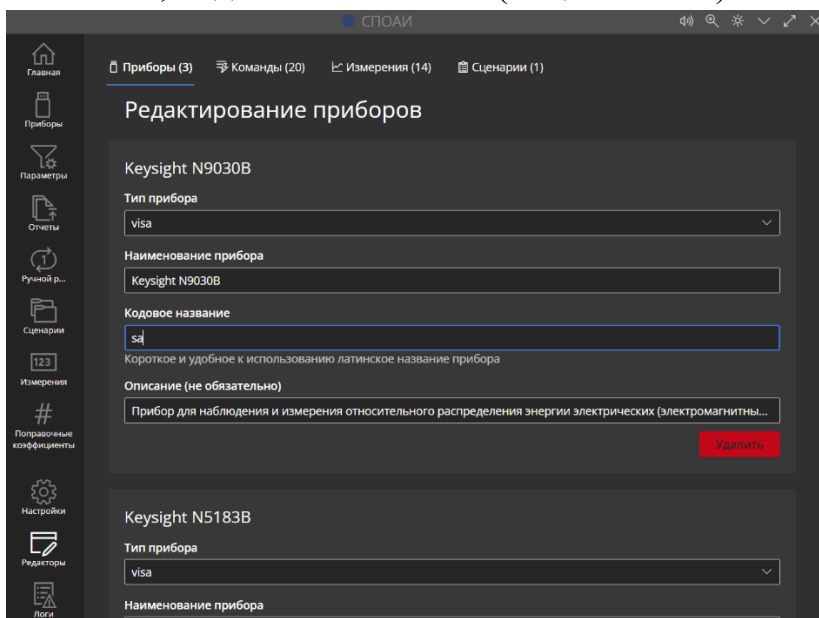 СПОАИ
Главная
Приборы
Параметры
Отчеты
Ручной р...
Сценарии
123
Измерения
Поправочные
коэффициенты
Настройки
Редакторы
Логи
Приборы (3) Команды (20) Измерения (14) Сценарии (1)
Редактирование приборов
Keysight N9030B
Тип прибора
visa
Наименование прибора
Keysight N9030B
Кодовое название
sa
Короткое и удобное к использованию латинское название прибора
Описание (не обязательно)
Прибор для наблюдения и измерения относительного распределения энергии электрических (электромагнитны...
Удалить
Keysight N5183B
Тип прибора
visa
Наименование прибора